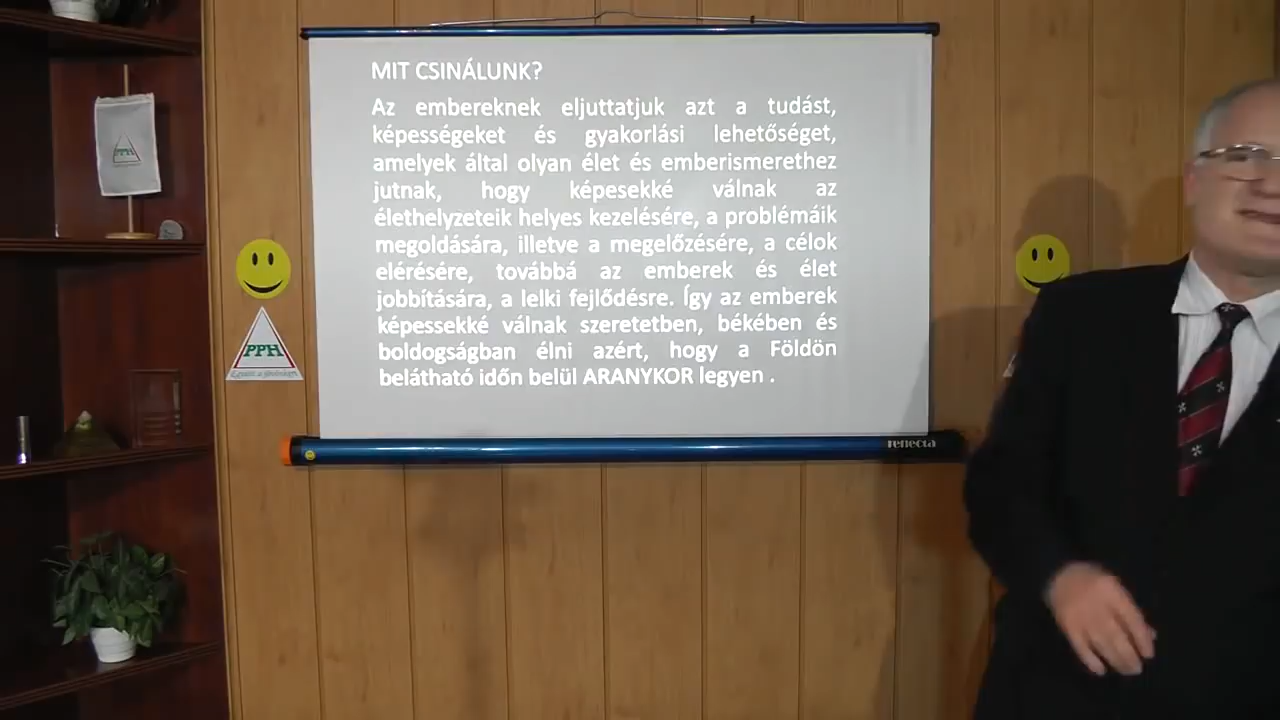 MIT CSINÁLUNK?
Az embereknek eljuttatjuk azt a tudást,
képességeket és gyakorlási lehetőséget,
amelyek által olyan élet és emberismerethez
jutnak, hogy képesekké válnak az
élethelyzeteik helyes kezelésére, a problémáik
megoldására, illetve a megelőzésére, a célok
elérésére, továbbá az emberek és élet
jobbítására, a lelki fejlődésre. Így az emberek
képessekké válnak szeretetben, békében és
boldogságban élni azért, hogy a Földön
belátható időn belül ARANYKOR legyen .
reflecta
PPH
PPH